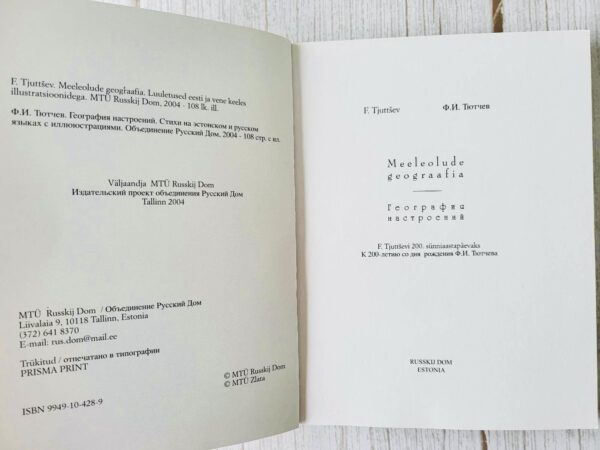 F. Tjuttšev. Meeleolude geograafia. Luuletused eesti ja vene keeles
illustratsioonidega. MTÜ Russkij Dom, 2004 - 108 lk. ill.
Ф.И. Тютчев. География настроений. Стихи на эстонском и русском
языках с иллюстрациями. Объединение Русский Дом, 2004 - 108 стр. с ил.
Väljaandja MTÜ Russkij Dom
Издательский проект объединения Русский Дом
Tallinn 2004
MTÜ Russkij Dom / Объединение Русский Дом
Liivalaia 9, 10118 Tallinn, Estonia
(372) 641 8370
E-mail: rus.dom@mail.ee
Trükitud / отпечатано в типографии
PRISMA PRINT
© MTÜ Russkij Dom
© MTÜ Zlata
ISBN 9949-10-428-9
F. Tjuttšev Ф.И. Тютчев
Meeleolude
geograafia
География
настроений
F. Tjuttševi 200. sünniaastapäevaks
К 200-летию со дня рождения Ф.И. Тютчева
RUSSKIJ DOM
ESTONIA